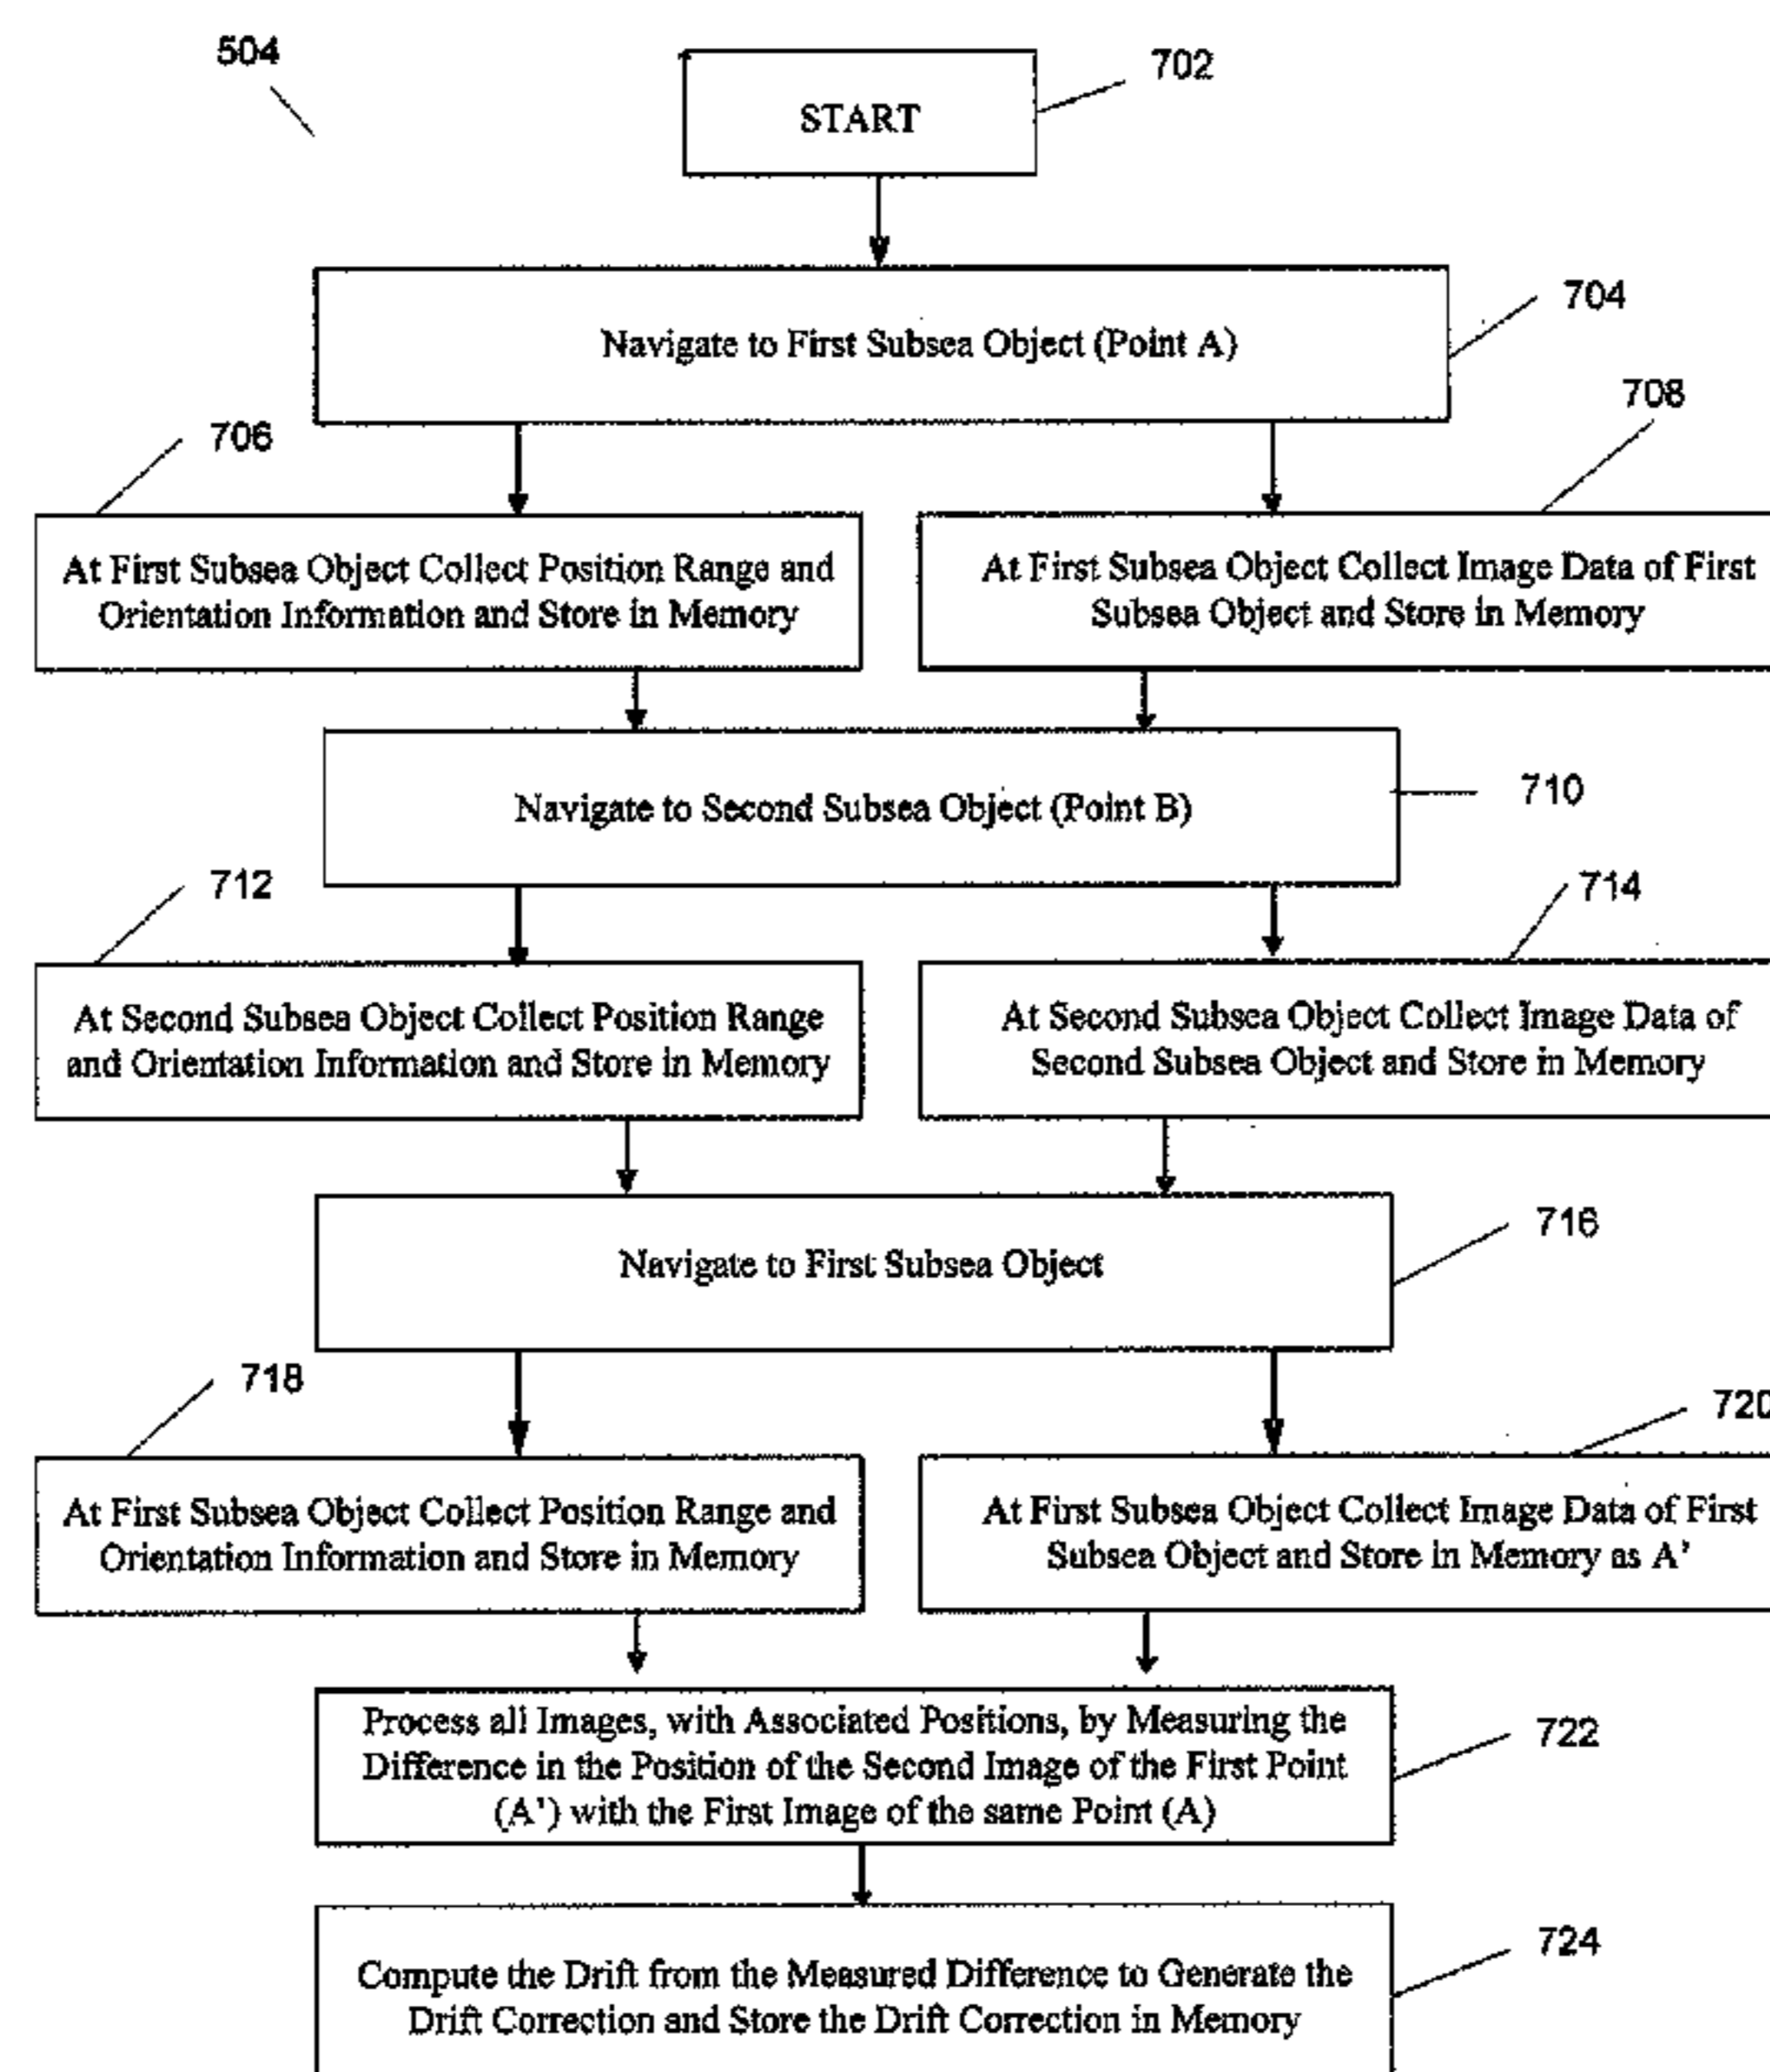 504
702
START
704
Navigate to First Subsea Object (Point A)
706
708
At First Subsea Object Collect Position Range and
Orientation Information and Store in Memory
At First Subsea Object Collect Image Data of First
Subsea Object and Store in Memory
710
Navigate to Second Subsea Object (Point B)
712
714
At Second Subsea Object Collect Position Range
and Orientation Information and Store in Memory
At Second Subsea Object Collect Image Data of
Second Subsea Object and Store in Memory
716
Navigate to First Subsea Object
718
720
At First Subsea Object Collect Position Range and
Orientation Information and Store in Memory
At First Subsea Object Collect Image Data of First
Subsea Object and Store in Memory as A’
722
Process all Images, with Associated Positions, by Measuring the
Difference in the Position of the Second Image of the First Point
(A’) with the First Image of the same Point (A)
724
Compute the Drift from the Measured Difference to Generate the
Drift Correction and Store the Drift Correction in Memory